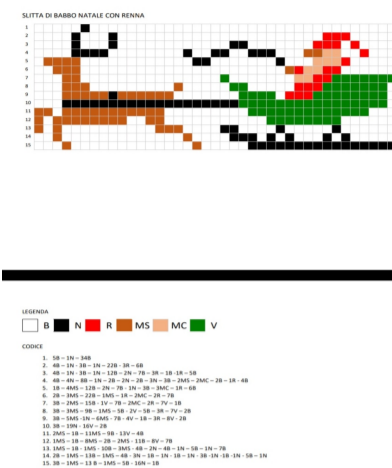 SLITTA DI BABBO NATALE CON RENNA
1
2
3
4
5
6
7
8
9
10
11
12
13
14
15
LEGENDA
B N R MS MC V
CODICE
1. 5B – 1N – 34B
2. 4B – 1N - 3B – 1N – 22B - 3R – 6B
3. 4B – 1N - 3B – 1N – 12B – 2N – 7B – 3R – 1B -1R – 5B
4. 4B – 4N – 8B – 1N – 2B – 2N – 2B – 3N – 3B – 2MS – 2MC – 2B – 1R - 4B
5. 1B – 4MS – 12B – 2N – 7B - 1N – 3B – 3MC – 1R – 6B
6. 2B – 3MS – 22B – 1MS – 1R – 2MC – 2R – 7B
7. 3B – 2MS – 15B - 1V – 7B – 2MC – 2R – 1B – 7V
8. 3B – 3MS – 9B – 1MS – 5B - 2V – 5B – 3R – 7V – 2B
9. 3B – 5MS -1N – 6MS - 7B - 4V – 1B – 3R – 8V - 2B
10. 3B – 19N - 16V – 2B
11. 2MS – 1B – 11MS – 9B - 13V – 4B
12. 1MS – 1B – 8MS – 2B – 2MS - 11B – 8V – 7B
13. 1MS – 1B - 1MS - 10B – 3MS - 4B – 2N – 4B – 1N – 5B – 1N – 7B
14. 2B – 1MS – 13B – 1MS – 4B - 3N – 1B – 1N - 1B – 1N - 3B -1N -1B -1N - 5B – 1N
15. 3B – 1MS – 13 B – 1MS – 5B - 16N – 1B